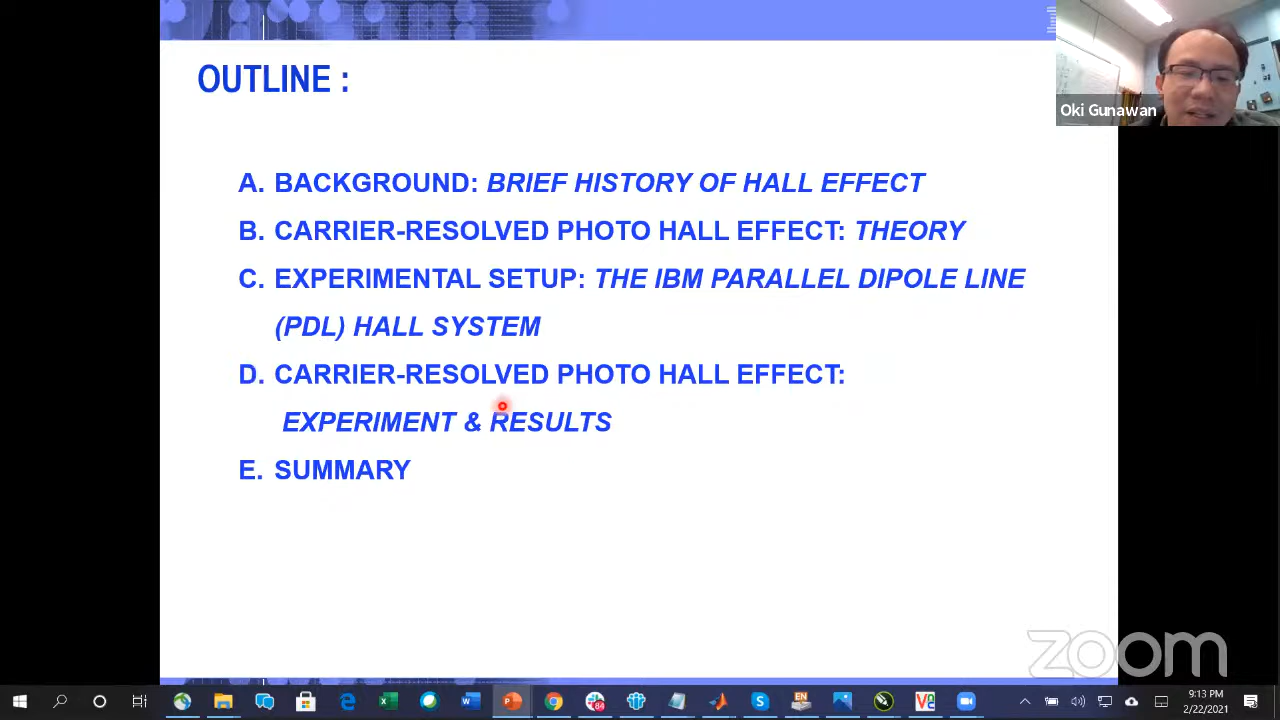 OUTLINE :
Oki Gunawan
A. BACKGROUND: BRIEF HISTORY OF HALL EFFECT
B. CARRIER-RESOLVED PHOTO HALL EFFECT: THEORY
C. EXPERIMENTAL SETUP: THE IBM PARALLEL DIPOLE LINE
(PDL) HALL SYSTEM
D. CARRIER-RESOLVED PHOTO HALL EFFECT:
EXPERIMENT & RESULTS
E. SUMMARY
zoom
84
EN
9:13 PM
2/22/2021